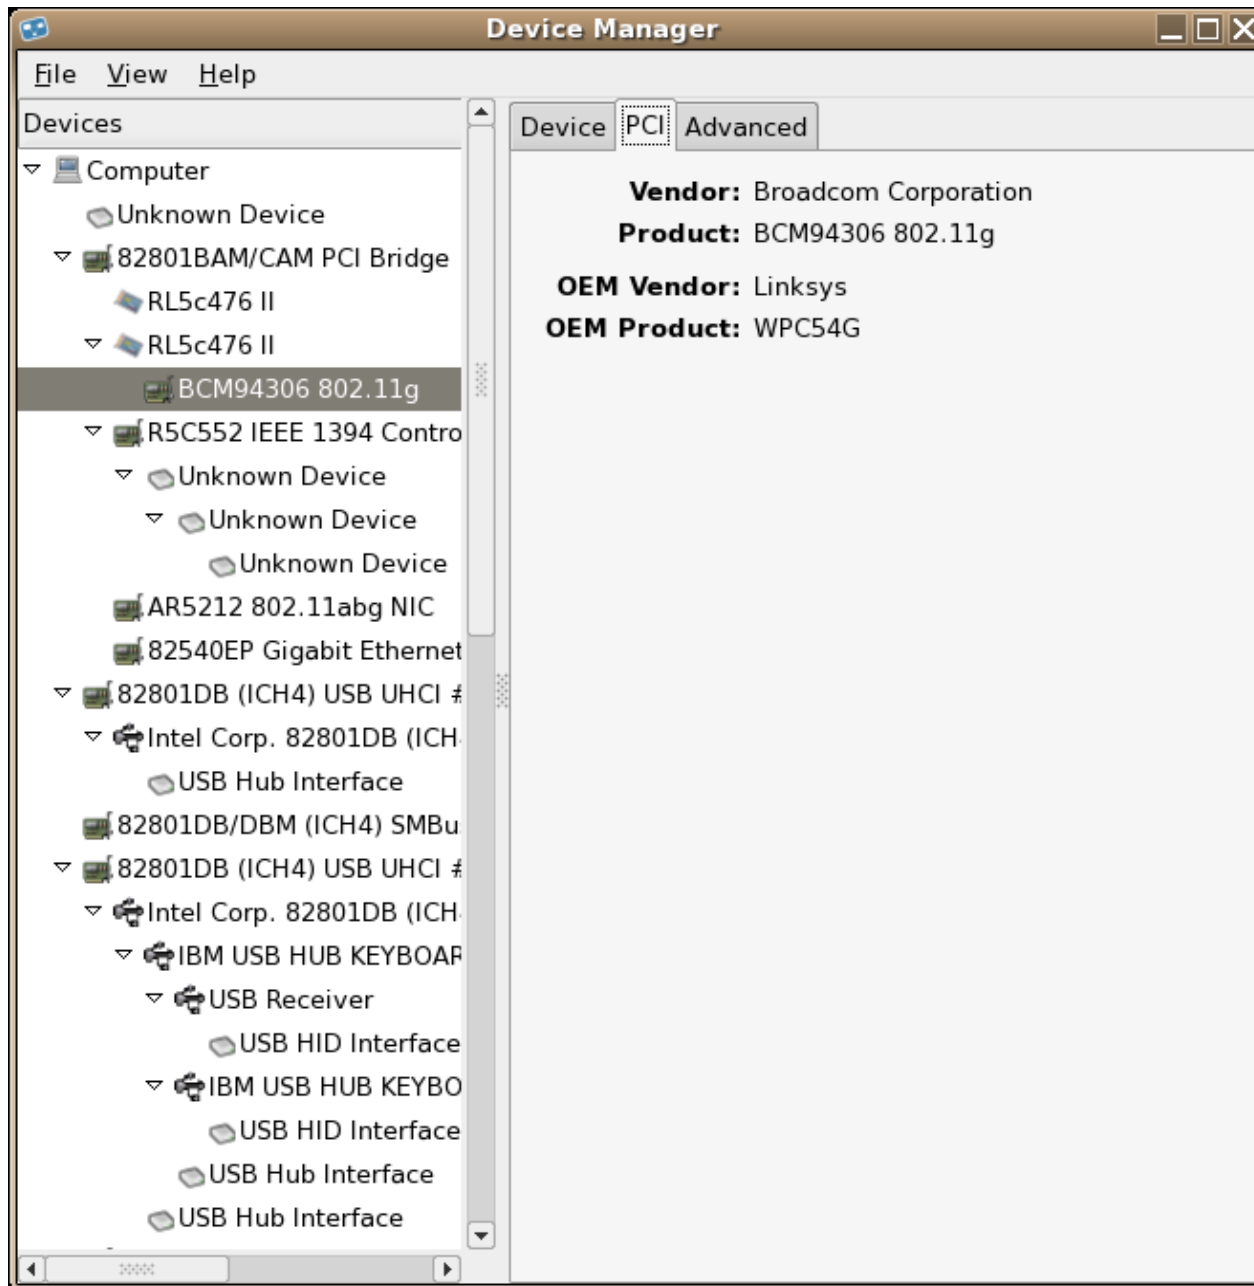 Device Manager
File View Help
Devices
Computer
Unknown Device
82801BAM/CAM PCI Bridge
RL5c476 II
RL5c476 II
BCM94306 802.11g
R5C552 IEEE 1394 Contro
Unknown Device
Unknown Device
Unknown Device
AR5212 802.11abg NIC
82540EP Gigabit Ethernet
82801DB (ICH4) USB UHCI #
Intel Corp. 82801DB (ICH
USB Hub Interface
82801DB/DBM (ICH4) SMBu
82801DB (ICH4) USB UHCI #
Intel Corp. 82801DB (ICH
IBM USB HUB KEYBOAR
USB Receiver
USB HID Interface
IBM USB HUB KEYBO
USB HID Interface
USB Hub Interface
USB Hub Interface
Device PCI Advanced
Vendor: Broadcom Corporation
Product: BCM94306 802.11g
OEM Vendor: Linksys
OEM Product: WPC54G